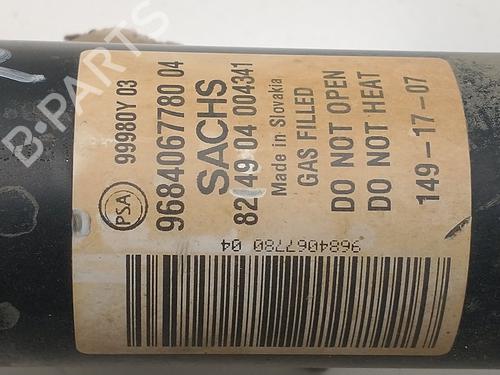 99980Y 03
PSA
9684067780 04
SACHS
82 49 04 004341
Made in Slovakia
GAS FILLED
DO NOT OPEN
DO NOT HEAT
149-17-07
9684067780 04
B-PARTS